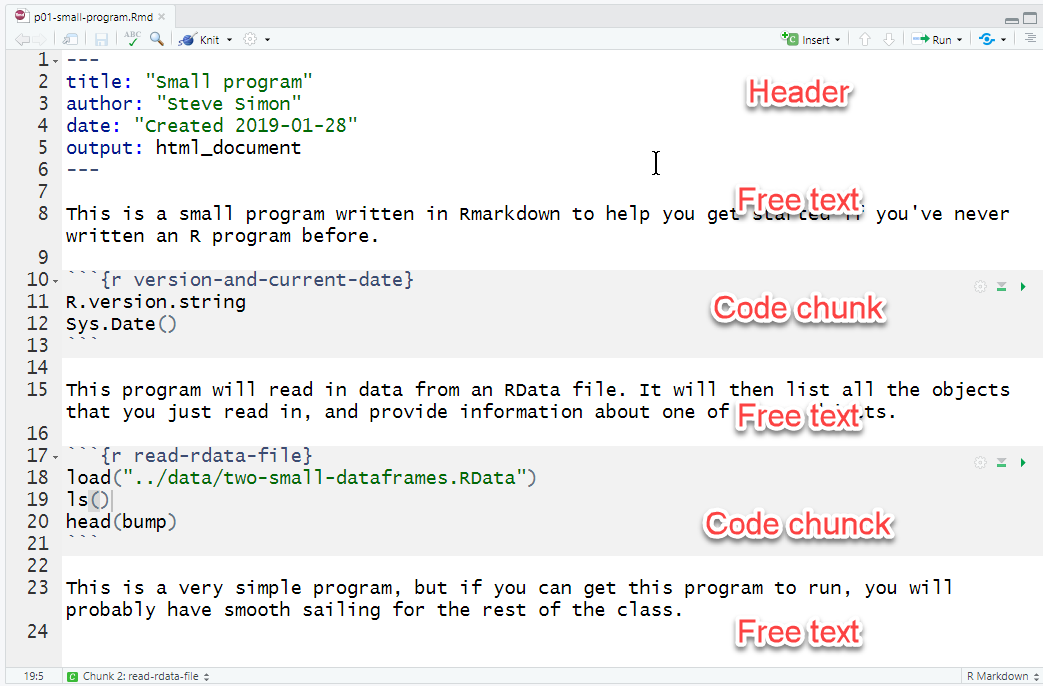 p01-small-program.Rmd
ABC Knit Insert Run
1 ---
2 title: "Small program"
Header
3 author: "Steve Simon"
4 date: "Created 2019-01-28"
5 output: html_document
6 ---
7
Free text
8 This is a small program written in Rmarkdown to help you get started if you've never
written an R program before.
9
10 ```{r version-and-current-date}
11 R.version.string
Code chunk
12 Sys.Date()
13 ```
14
15 This program will read in data from an RData file. It will then list all the objects
that you just read in, and provide information about one of
Free text
16
17 ```{r read-rdata-file}
18 load("../data/two-small-dataframes.RData")
19 ls()
20 head(bump)
Code chunck
21 ```
22
23 This is a very simple program, but if you can get this program to run, you will
probably have smooth sailing for the rest of the class.
24
Free text
19:5 C Chunk 2: read-rdata-file R Markdown